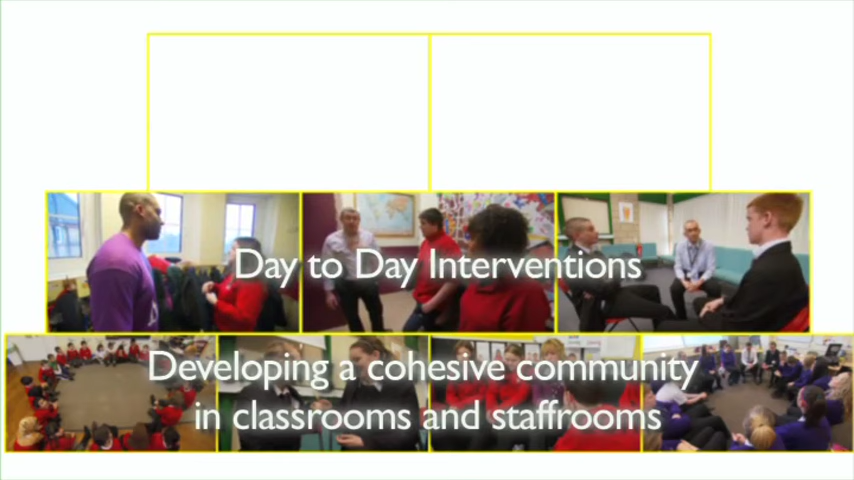 Day to Day Interventions
Developing a cohesive community
in classrooms and staffrooms